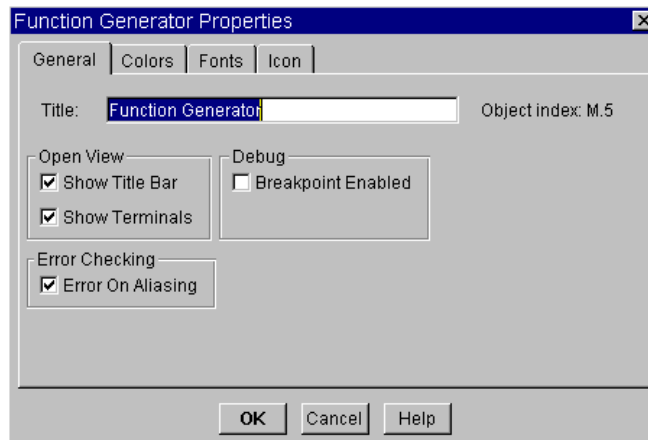 Function Generator Properties
General Colors Fonts Icon
Title: Function Generator Object index: M.5
Open View Debug
Show Title Bar Breakpoint Enabled
Show Terminals
Error Checking
Error On Aliasing
OK Cancel Help